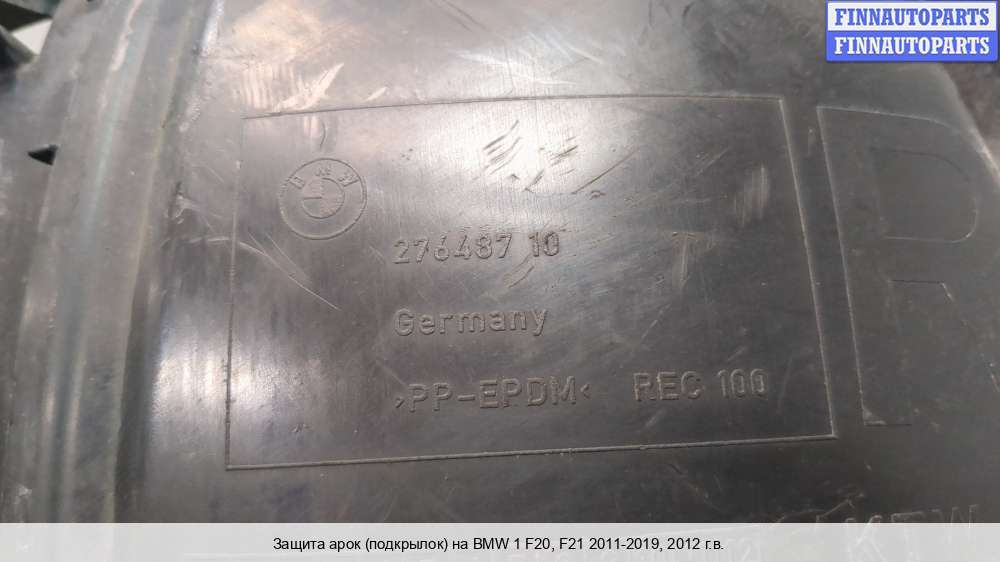 FINNAUTOPARTS
FINNAUTOPARTS
BMW
276487 10
Germany
>PP-EPDM< REC 100
R
Защита арок (подкрылок) на BMW 1 F20, F21 2011-2019, 2012 г.в.